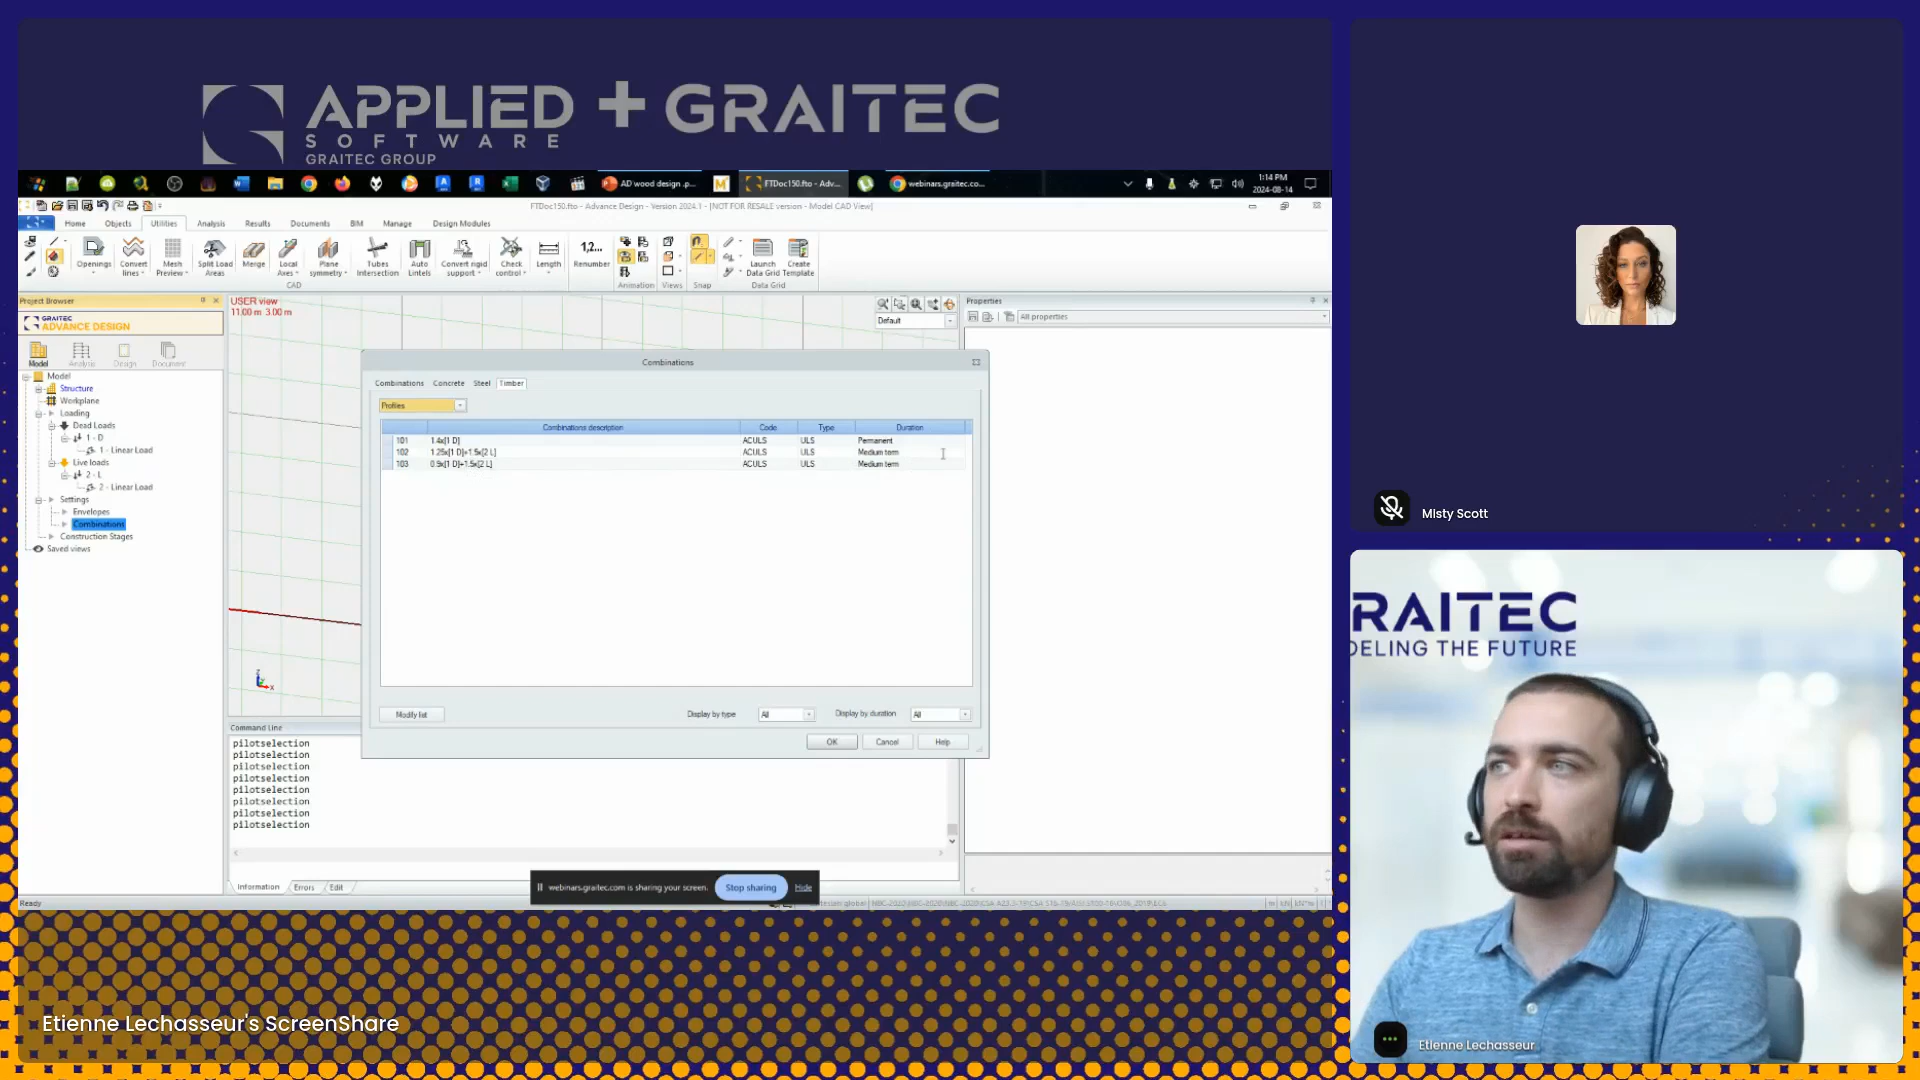 APPLIED + GRAITEC
SOFTWARE
GRAITEC GROUP
AD wood design .p...
FTDoc150.fto - Adv...
webinars.graitec.co...
1:14 PM
2024-08-14
FTDoc150.fto - Advance Design - Version 2024.1 - [NOT FOR RESALE version - Model CAD View]
Home Objects Utilities Analysis Results Documents BIM Manage Design Modules
Openings
Convert lines
Mesh Preview
Split Load Areas
Merge
Local Axes
Plane symmetry
Tubes Intersection
Auto Lintels
Convert rigid support
Check control
Length
1,2...
Renumber
Launch Data Grid
Create Template
CAD Animation Views Snap Data Grid
Project Browser
GRAITEC
ADVANCE DESIGN
Model Analysis Design Document
Model
Structure
Workplane
Loading
Dead Loads
1 - D
1 - Linear Load
Live loads
2 - L
2 - Linear Load
Settings
Envelopes
Combinations
Construction Stages
Saved views
USER view
11.00 m 3.00 m
Default
Properties
All properties
Combinations
Combinations Concrete Steel Timber
Profiles
Combinations description Code Type Duration
101 1.4x[1 D] ACULS ULS Permanent
102 1.25x[1 D]+1.5x[2 L] ACULS ULS Medium term
103 0.9x[1 D]+1.5x[2 L] ACULS ULS Medium term
Modify list
Display by type All
Display by duration All
OK Cancel Help
Z
X
Command Line
pilotselection
pilotselection
pilotselection
pilotselection
pilotselection
pilotselection
pilotselection
pilotselection
Information Errors Edit
webinars.graitec.com is sharing your screen. Stop sharing Hide
Ready
Etienne Lechasseur's ScreenShare
Misty Scott
RAITEC
DELING THE FUTURE
Etienne Lechasseur